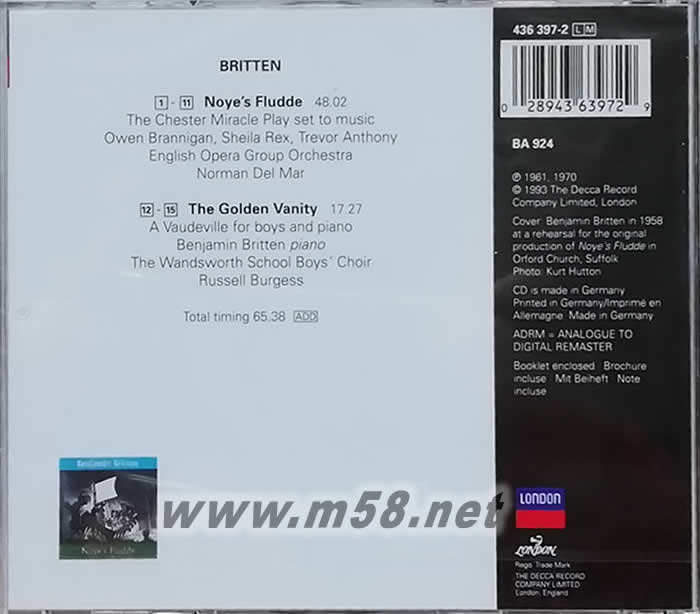 BRITTEN
1 - 11 Noye's Fludde 48.02
The Chester Miracle Play set to music
Owen Brannigan, Sheila Rex, Trevor Anthony
English Opera Group Orchestra
Norman Del Mar
12 - 15 The Golden Vanity 17.27
A Vaudeville for boys and piano
Benjamin Britten piano
The Wandsworth School Boys' Choir
Russell Burgess
Total timing 65.38 ADD
Benjamin Britten
Noye's Fludde
www.m58.net
436 397-2 LM
0 28943 63972 9
BA 924
℗ 1961, 1970
© 1993 The Decca Record
Company Limited, London
Cover: Benjamin Britten in 1958
at a rehearsal for the original
production of Noye's Fludde in
Orford Church, Suffolk
Photo: Kurt Hutton
CD is made in Germany
Printed in Germany/Imprimé en
Allemagne Made in Germany
ADRM = ANALOGUE TO
DIGITAL REMASTER
Booklet enclosed Brochure
incluse Mit Beiheft Note
incluse
LONDON
LONDON
Regd. Trade Mark
THE DECCA RECORD
COMPANY LIMITED
London, England